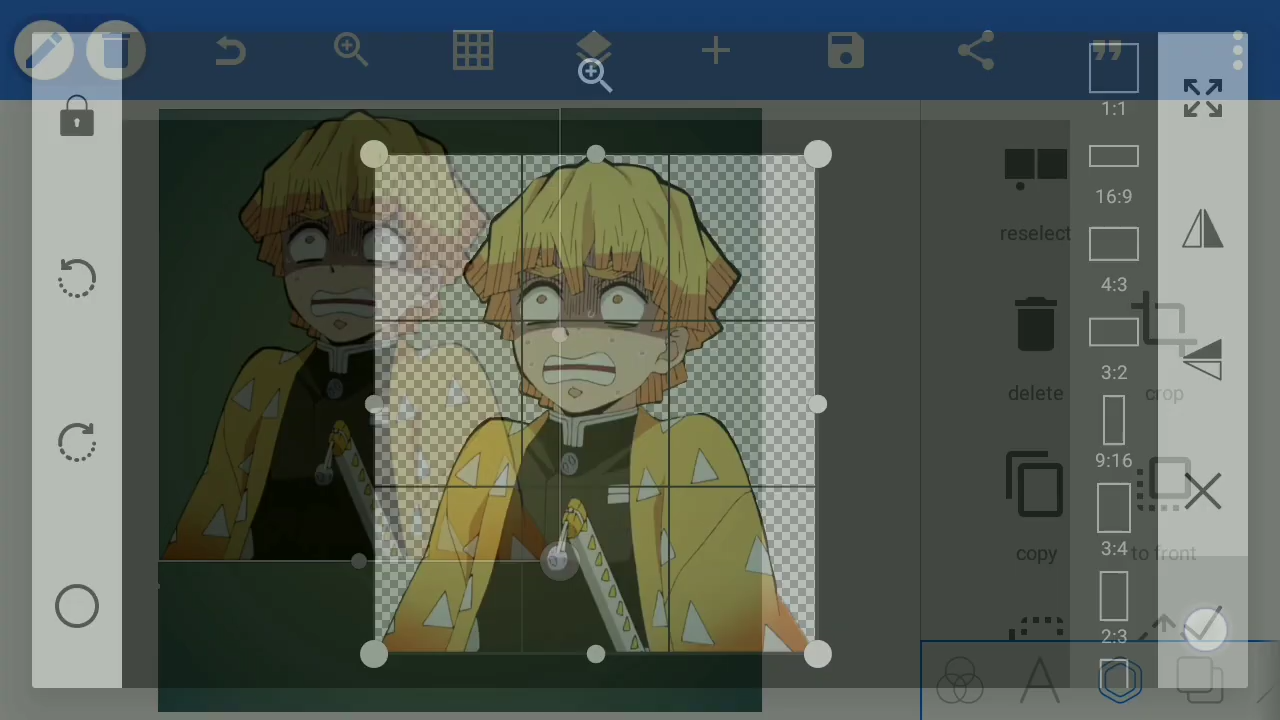 1:1
16:9
reselect
4:3
3:2
delete
crop
9:16
3:4
copy
to front
2:3